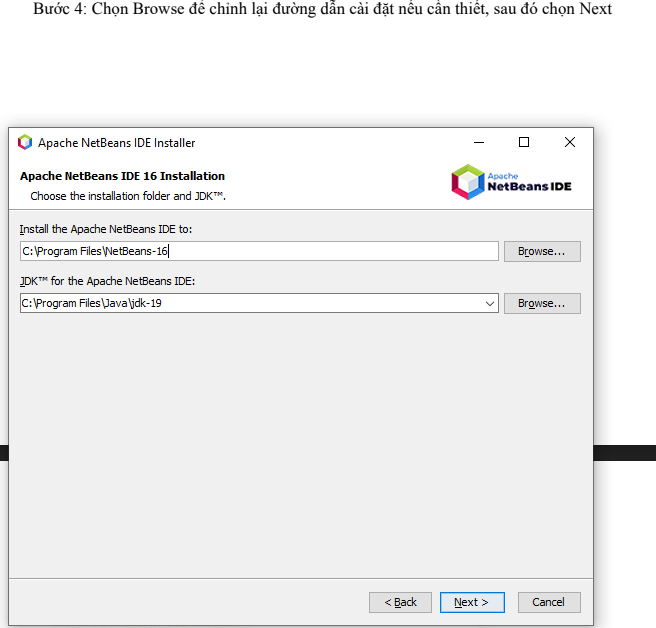 Bước 4: Chọn Browse để chỉnh lại đường dẫn cài đặt nếu cần thiết, sau đó chọn Next
Apache NetBeans IDE Installer
Apache NetBeans IDE 16 Installation
Choose the installation folder and JDK™.
Apache
NetBeans IDE
Install the Apache NetBeans IDE to:
C:\Program Files\NetBeans-16
Browse...
JDK™ for the Apache NetBeans IDE:
C:\Program Files\Java\jdk-19
Browse...
< Back
Next >
Cancel